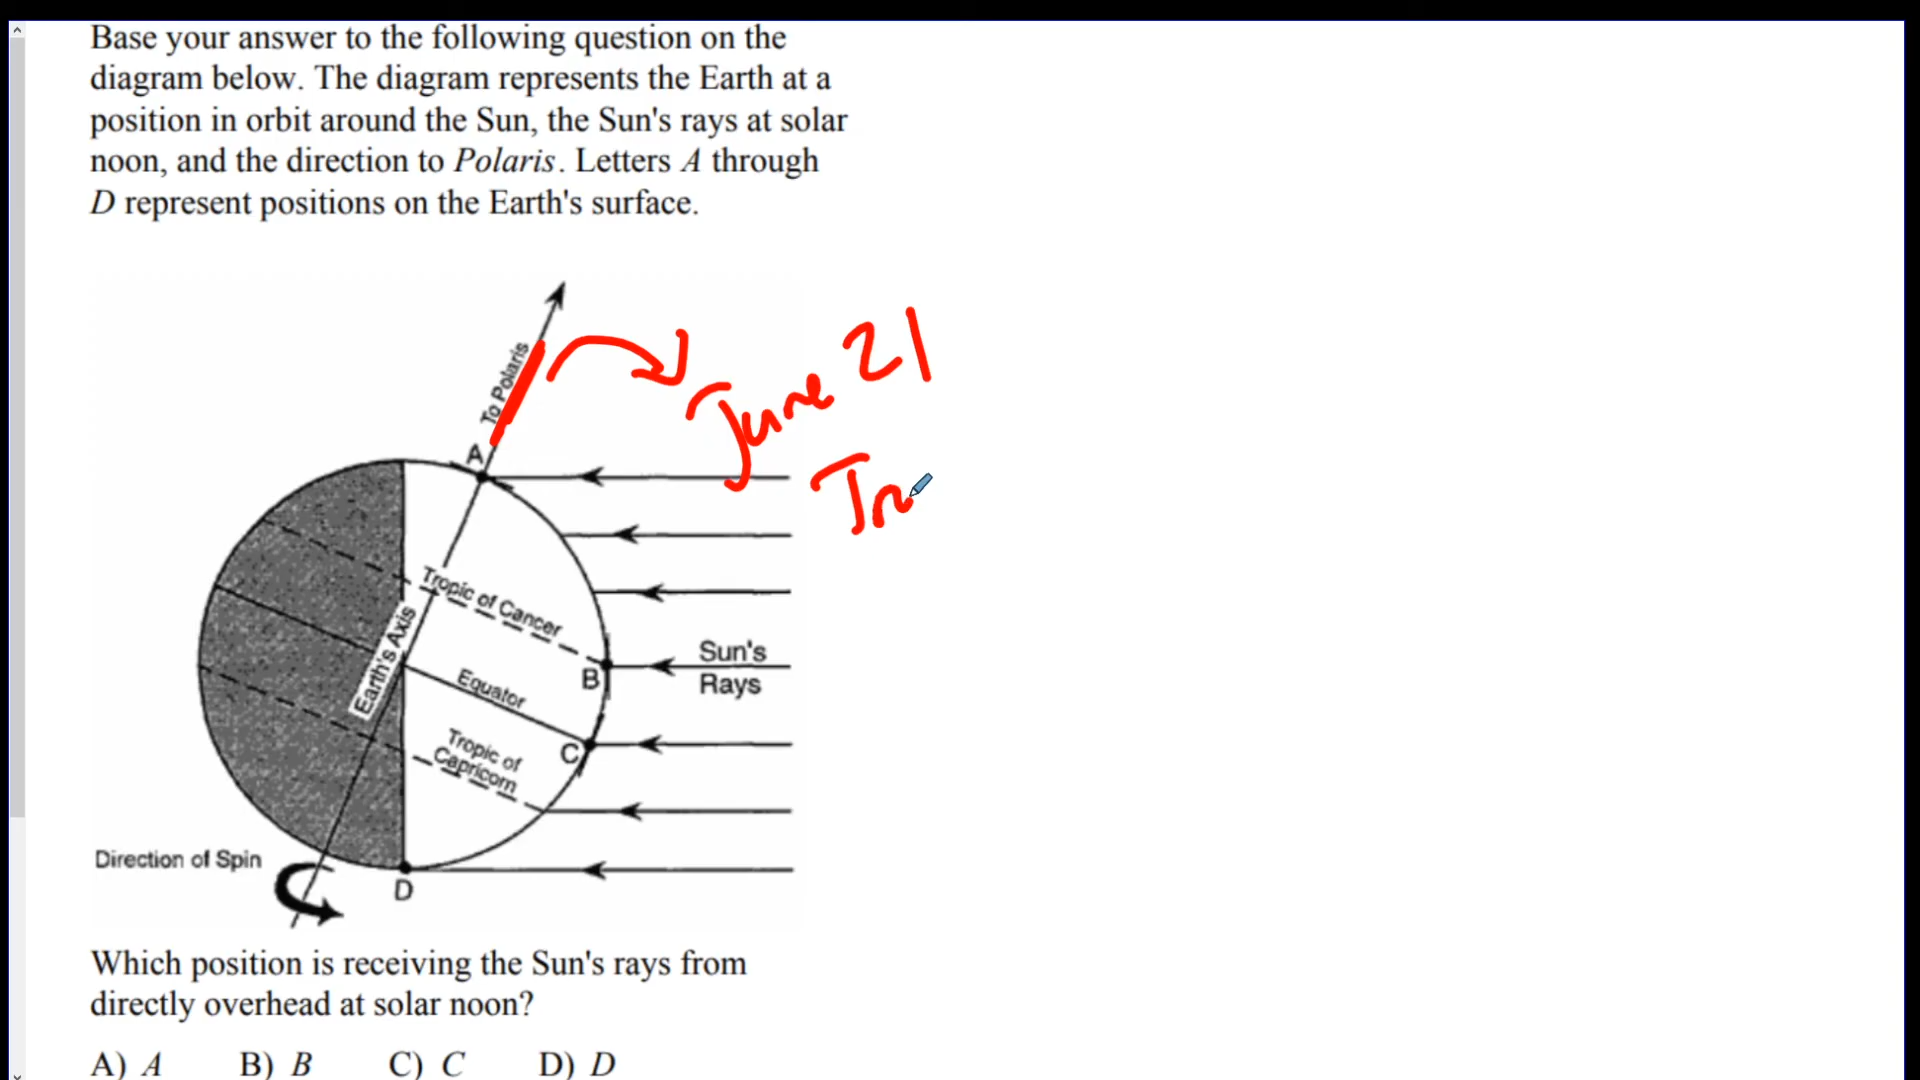 Base your answer to the following question on the
diagram below. The diagram represents the Earth at a
position in orbit around the Sun, the Sun's rays at solar
noon, and the direction to Polaris. Letters A through
D represent positions on the Earth's surface.
To Polaris
June 21
A
Tr
Tropic of Cancer
Earth's Axis
Sun's
Rays
B
Equator
C
Tropic of
Capricorn
Direction of Spin
D
Which position is receiving the Sun's rays from
directly overhead at solar noon?
A) A B) B C) C D) D